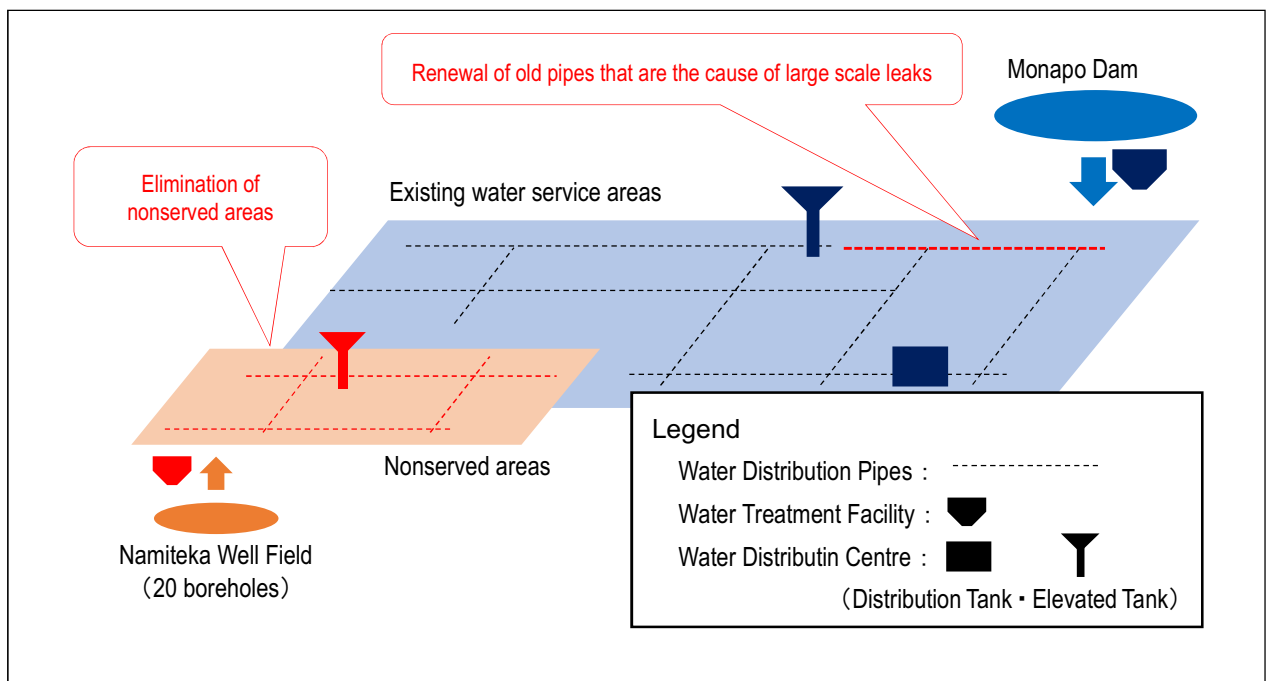 Renewal of old pipes that are the cause of large scale leaks
Monapo Dam
Elimination of
nonserved areas
Existing water service areas
Nonserved areas
Namiteka Well Field
（20 boreholes）
Legend
Water Distribution Pipes：
Water Treatment Facility：
Water Distributin Centre：
（Distribution Tank・Elevated Tank）